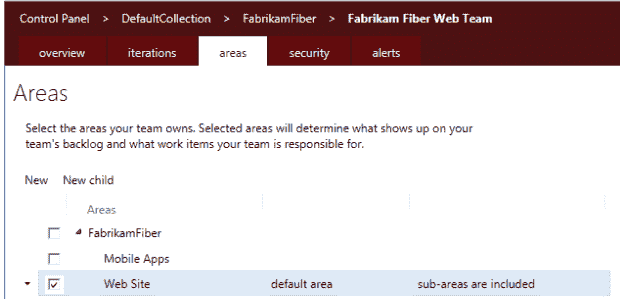 Control Panel > DefaultCollection > FabrikamFiber > Fabrikam Fiber Web Team
overview iterations areas security alerts
Areas
Select the areas your team owns. Selected areas will determine what shows up on your
team's backlog and what work items your team is responsible for.
New New child
Areas
FabrikamFiber
Mobile Apps
Web Site default area sub-areas are included